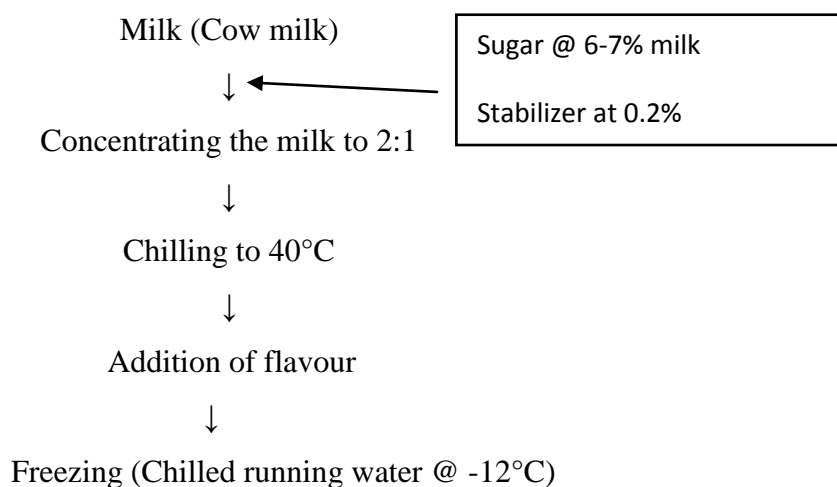 Milk (Cow milk)
Sugar @ 6-7% milk
↓
Stabilizer at 0.2%
Concentrating the milk to 2:1
↓
Chilling to 40°C
↓
Addition of flavour
↓
Freezing (Chilled running water @ -12°C)